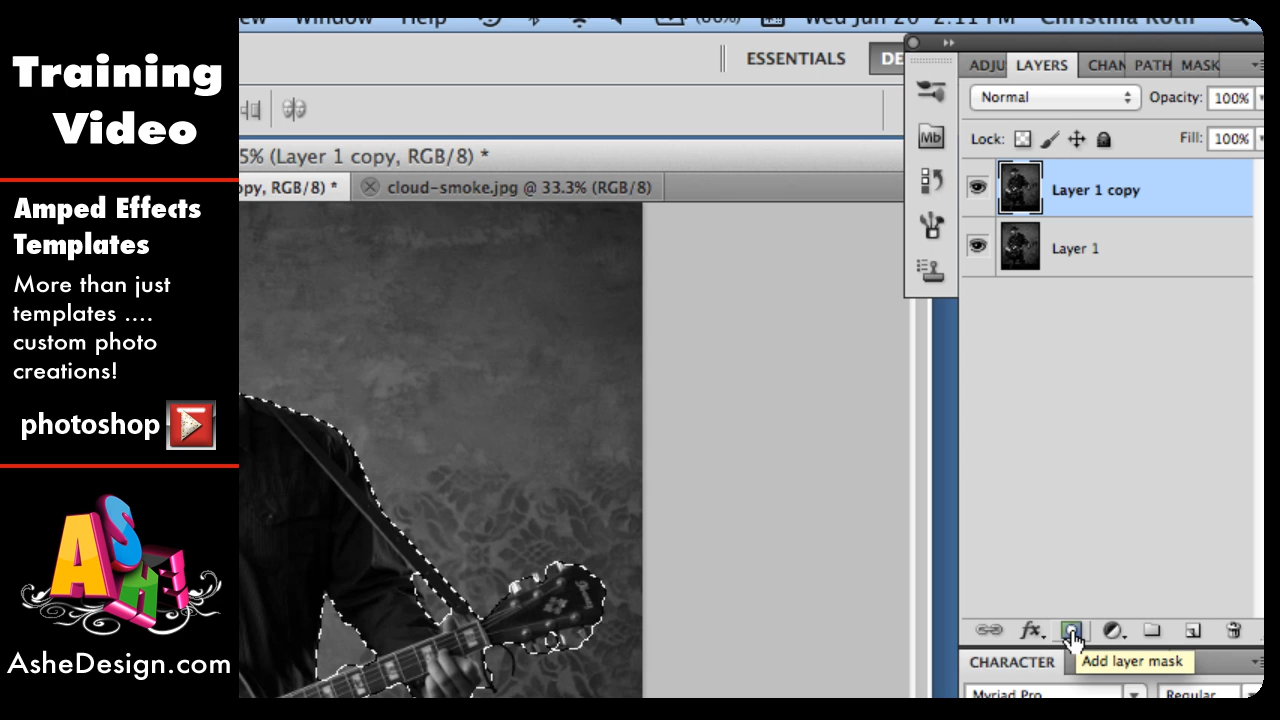 Training
Video
Amped Effects
Templates
More than just
templates ....
custom photo
creations!
photoshop
ASHE
AsheDesign.com
Window Help
Wed Jun 2:11 PM Christina
ESSENTIALS
DE
5% (Layer 1 copy, RGB/8) *
opy, RGB/8) *
cloud-smoke.jpg @ 33.3% (RGB/8)
ADJU LAYERS CHAN PATH MASK
Normal Opacity: 100%
Lock: Fill: 100%
Mb
Layer 1 copy
Layer 1
fx
Add layer mask
CHARACTER
Myriad Pro Regular